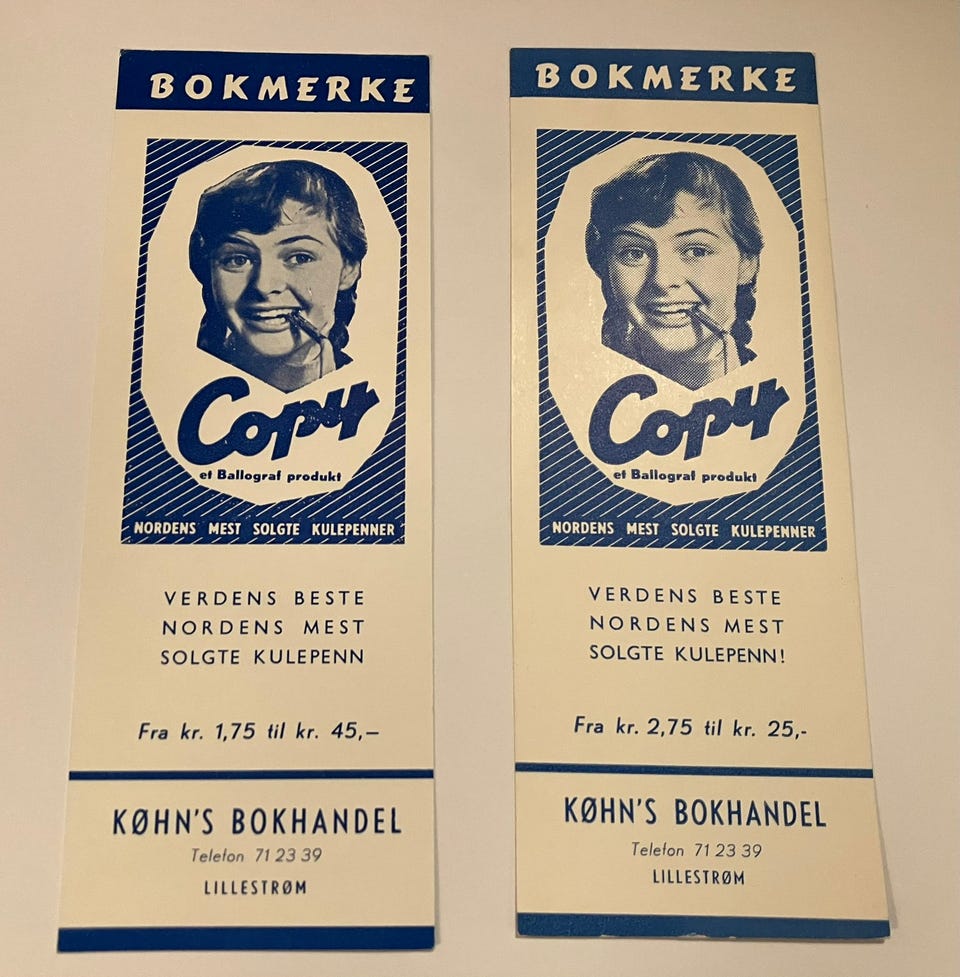 BOKMERKE
Copy
et Ballograf produkt
NORDENS MEST SOLGTE KULEPENNER
VERDENS BESTE
NORDENS MEST
SOLGTE KULEPENN
Fra kr. 1,75 til kr. 45,—
KØHN'S BOKHANDEL
Telefon 71 23 39
LILLESTRØM
BOKMERKE
Copy
et Ballograf produkt
NORDENS MEST SOLGTE KULEPENNER
VERDENS BESTE
NORDENS MEST
SOLGTE KULEPENN!
Fra kr. 2,75 til kr. 25,-
KØHN'S BOKHANDEL
Telefon 71 23 39
LILLESTRØM